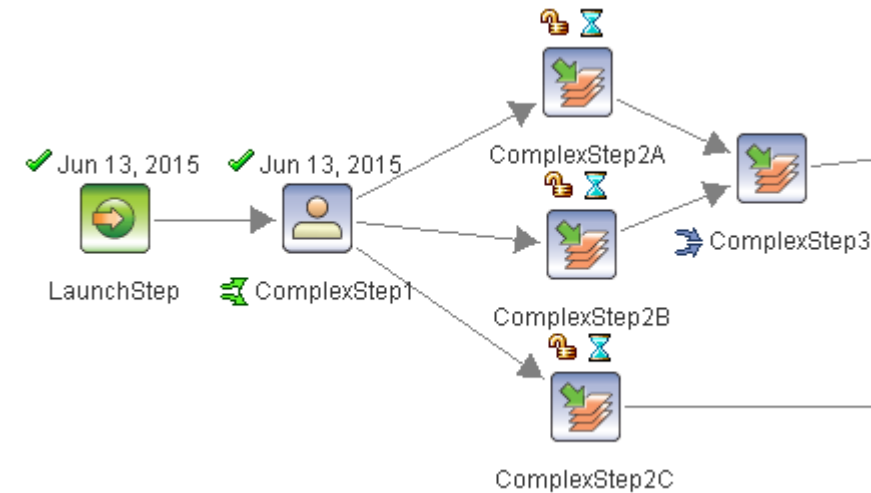 Jun 13, 2015
Jun 13, 2015
ComplexStep2A
LaunchStep
ComplexStep1
ComplexStep3
ComplexStep2B
ComplexStep2C